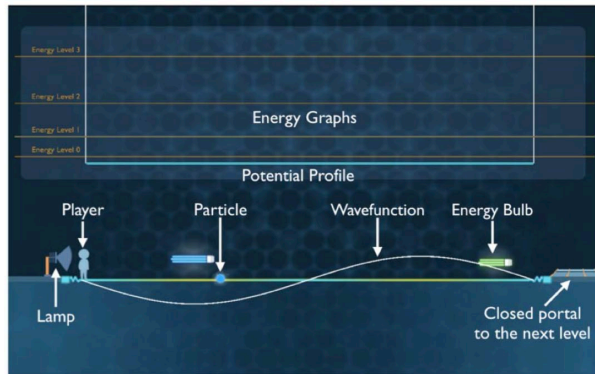 Energy Level 3
Energy Level 2
Energy Graphs
Energy Level 1
Energy Level 0
Potential Profile
Player
Particle
Wavefunction
Energy Bulb
Lamp
Closed portal
to the next level